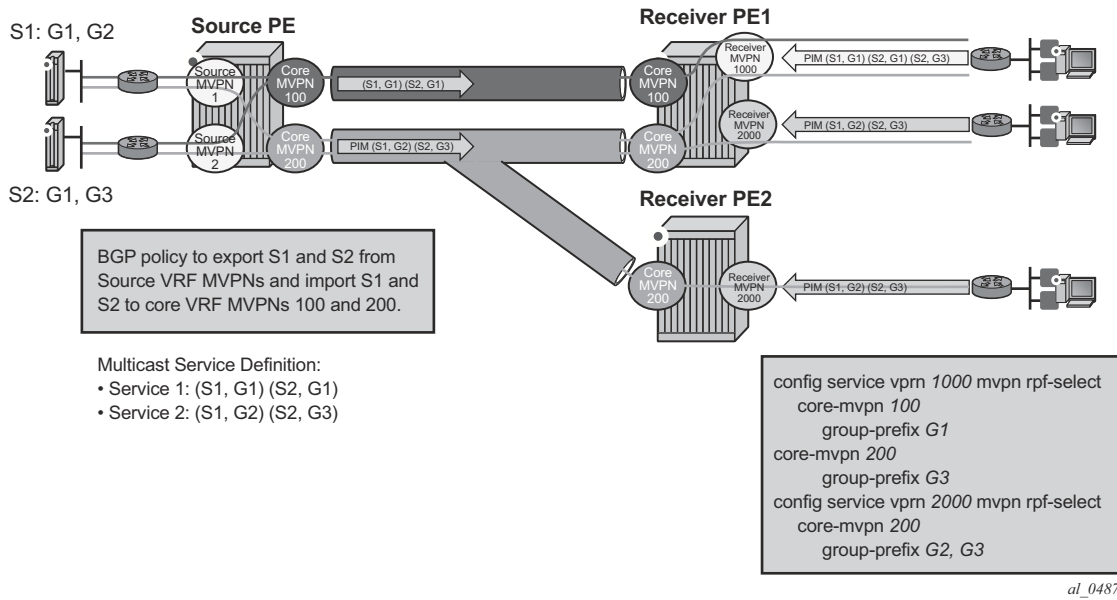 S1: G1, G2
Source PE
Receiver PE1
Source
MVPN
1
Core
MVPN
100
(S1, G1) (S2, G1)
Core
MVPN
100
Receiver
MVPN
1000
PIM (S1, G1) (S2, G1) (S2, G3)
Source
MVPN
2
Core
MVPN
200
PIM (S1, G2) (S2, G3)
Core
MVPN
200
Receiver
MVPN
2000
PIM (S1, G2) (S2, G3)
S2: G1, G3
Receiver PE2
Core
MVPN
200
Receiver
MVPN
2000
PIM (S1, G2) (S2, G3)
BGP policy to export S1 and S2 from
Source VRF MVPNs and import S1 and
S2 to core VRF MVPNs 100 and 200.
Multicast Service Definition:
• Service 1: (S1, G1) (S2, G1)
• Service 2: (S1, G2) (S2, G3)
config service vprn 1000 mvpn rpf-select
core-mvpn 100
group-prefix G1
core-mvpn 200
group-prefix G3
config service vprn 2000 mvpn rpf-select
core-mvpn 200
group-prefix G2, G3
al_0487